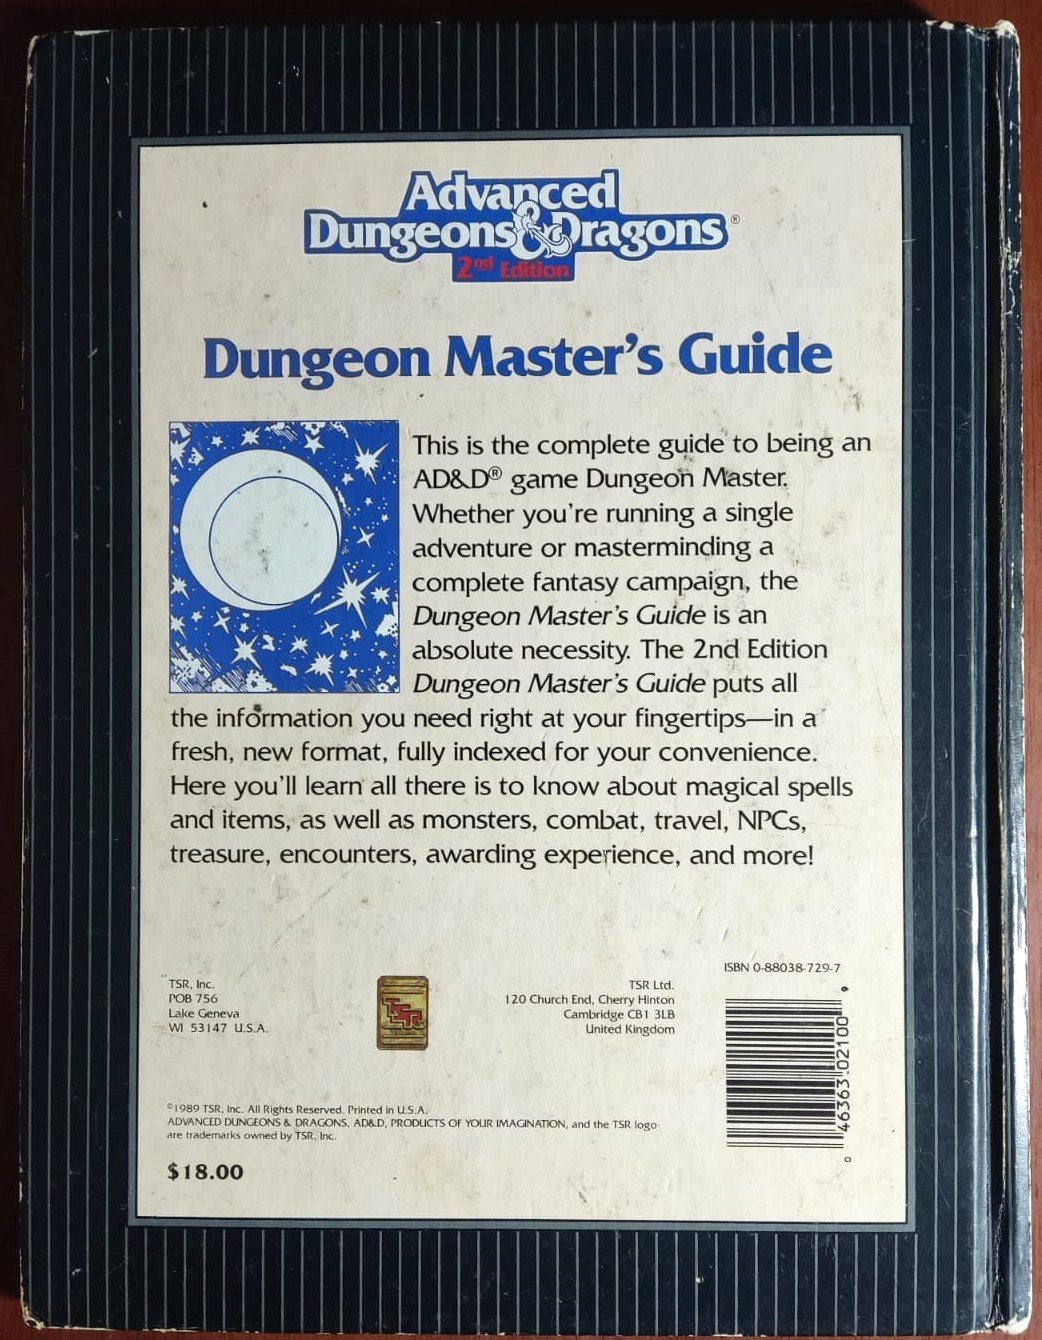 Advanced
Dungeons & Dragons®
2nd Edition
Dungeon Master's Guide
This is the complete guide to being an
AD&D® game Dungeon Master.
Whether you're running a single
adventure or masterminding a
complete fantasy campaign, the
Dungeon Master's Guide is an
absolute necessity. The 2nd Edition
Dungeon Master's Guide puts all
the information you need right at your fingertips—in a
fresh, new format, fully indexed for your convenience.
Here you'll learn all there is to know about magical spells
and items, as well as monsters, combat, travel, NPCs,
treasure, encounters, awarding experience, and more!
TSR, Inc.
POB 756
Lake Geneva
WI 53147 U.S.A.
TSR
TSR Ltd.
120 Church End, Cherry Hinton
Cambridge CB1 3LB
United Kingdom
ISBN 0-88038-729-7
0 46363 02100 9
©1989 TSR, Inc. All Rights Reserved. Printed in U.S.A.
ADVANCED DUNGEONS & DRAGONS, AD&D, PRODUCTS OF YOUR IMAGINATION, and the TSR logo
are trademarks owned by TSR, Inc.
$18.00